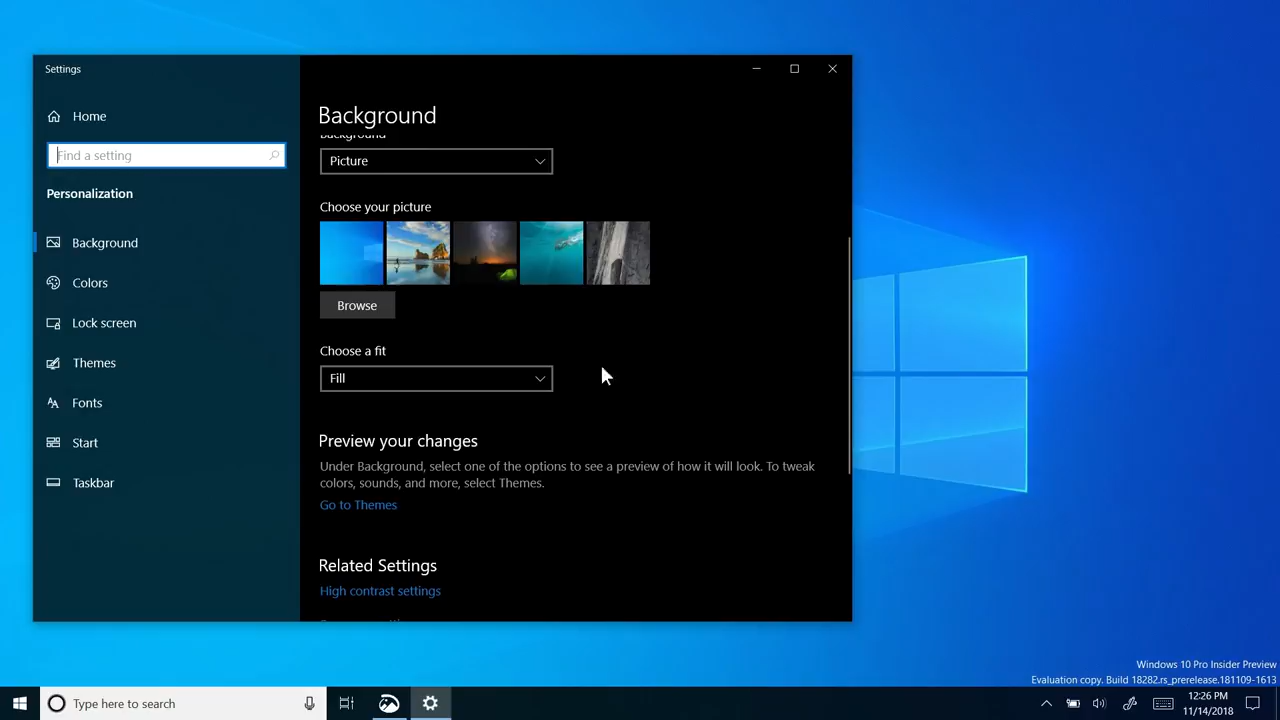 Settings
Home
Find a setting
Personalization
Background
Colors
Lock screen
Themes
Fonts
Start
Taskbar
Background
Background
Picture
Choose your picture
Browse
Choose a fit
Fill
Preview your changes
Under Background, select one of the options to see a preview of how it will look. To tweak
colors, sounds, and more, select Themes.
Go to Themes
Related Settings
High contrast settings
Windows 10 Pro Insider Preview
Evaluation copy. Build 18282.rs_prerelease.181109-1613
Type here to search
12:26 PM
11/14/2018